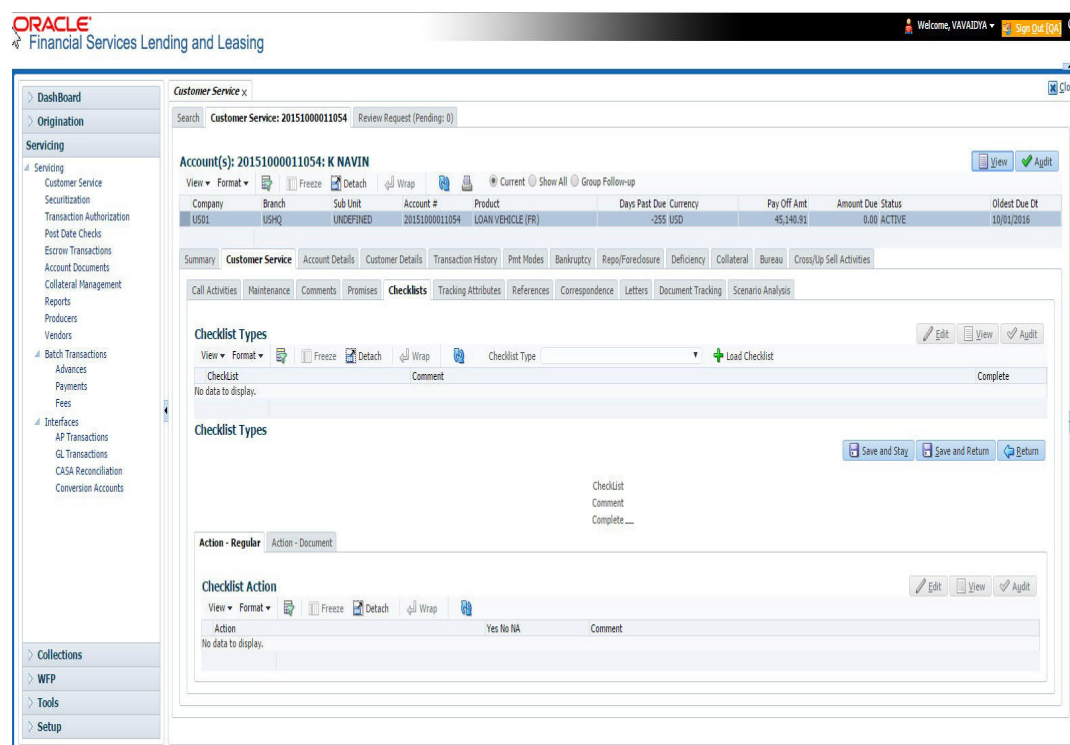 ORACLE
Financial Services Lending and Leasing
Welcome, VAVAIDYA
Sign Out [QA]
DashBoard
Origination
Servicing
Servicing
Customer Service
Securitization
Transaction Authorization
Post Date Checks
Escrow Transactions
Account Documents
Collateral Management
Reports
Producers
Vendors
Batch Transactions
Advances
Payments
Fees
Interfaces
AP Transactions
GL Transactions
CASA Reconciliation
Conversion Accounts
Collections
WFP
Tools
Setup
Customer Service x
Clo
Search Customer Service: 20151000011054 Review Request (Pending: 0)
Account(s): 20151000011054: K NAVIN
View Audit
View Format Freeze Detach Wrap Current Show All Group Follow-up
Company Branch Sub Unit Account # Product Days Past Due Currency Pay Off Amt Amount Due Status Oldest Due Dt
US01 USHQ UNDEFINED 20151000011054 LOAN VEHICLE (FR) -255 USD 45,140.91 0.00 ACTIVE 10/01/2016
Summary Customer Service Account Details Customer Details Transaction History Pmt Modes Bankruptcy Repo/Foreclosure Deficiency Collateral Bureau Cross/Up Sell Activities
Call Activities Maintenance Comments Promises Checklists Tracking Attributes References Correspondence Letters Document Tracking Scenario Analysis
Checklist Types
Edit View Audit
View Format Freeze Detach Wrap Checklist Type Load Checklist
CheckList Comment Complete
No data to display.
Checklist Types
Save and Stay Save and Return Return
CheckList
Comment
Complete
Action - Regular Action - Document
Checklist Action
Edit View Audit
View Format Freeze Detach Wrap
Action Yes No NA Comment
No data to display.